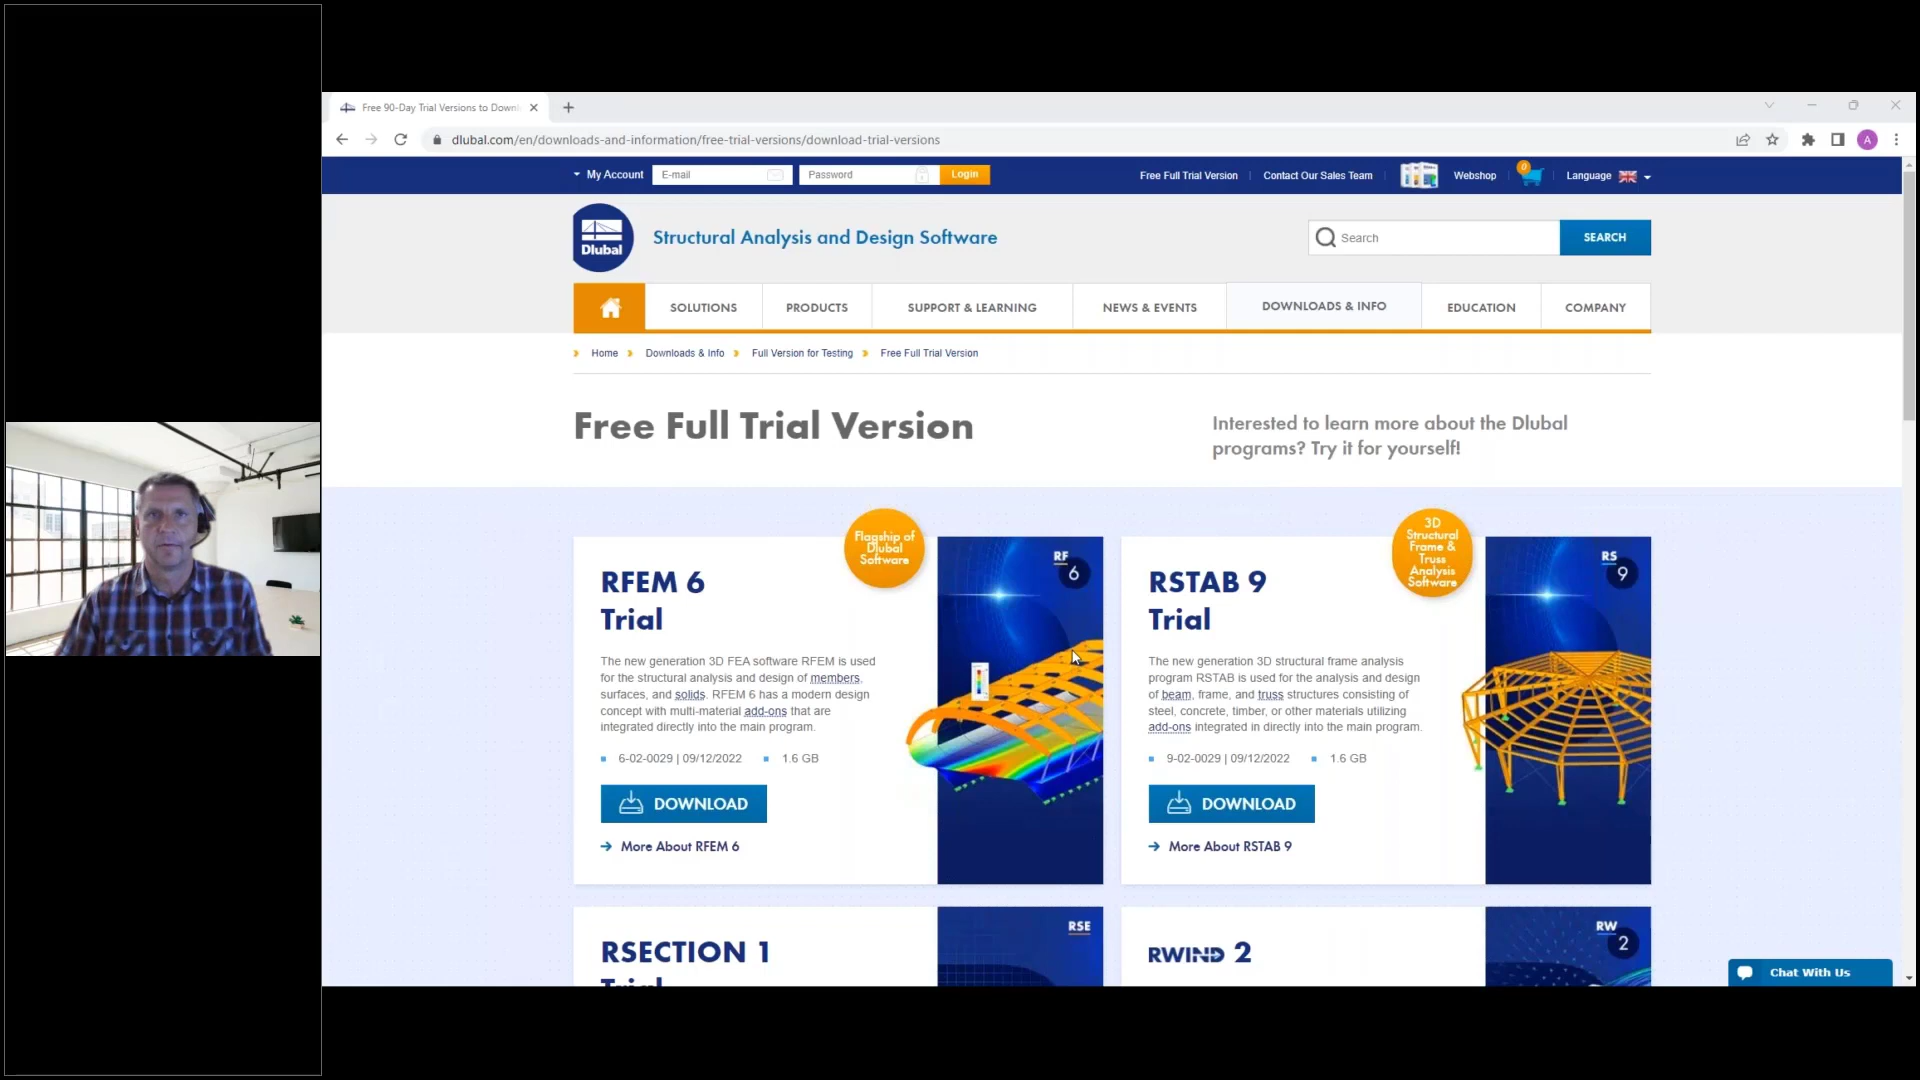 Free 90-Day Trial Versions to Downl
dlubal.com/en/downloads-and-information/free-trial-versions/download-trial-versions
A
My Account
E-mail
Password
Login
Free Full Trial Version
Contact Our Sales Team
Webshop
0
Language
Dlubal
Structural Analysis and Design Software
Search
SEARCH
SOLUTIONS
PRODUCTS
SUPPORT & LEARNING
NEWS & EVENTS
DOWNLOADS & INFO
EDUCATION
COMPANY
Home
Downloads & Info
Full Version for Testing
Free Full Trial Version
Free Full Trial Version
Interested to learn more about the Dlubal
programs? Try it for yourself!
Flagship of
Dlubal
Software
RF
6
RFEM 6
Trial
The new generation 3D FEA software RFEM is used
for the structural analysis and design of members,
surfaces, and solids. RFEM 6 has a modern design
concept with multi-material add-ons that are
integrated directly into the main program.
6-02-0029 | 09/12/2022
1.6 GB
DOWNLOAD
More About RFEM 6
3D
Structural
Frame &
Truss
Analysis
Software
RS
9
RSTAB 9
Trial
The new generation 3D structural frame analysis
program RSTAB is used for the analysis and design
of beam, frame, and truss structures consisting of
steel, concrete, timber, or other materials utilizing
add-ons integrated in directly into the main program.
9-02-0029 | 09/12/2022
1.6 GB
DOWNLOAD
More About RSTAB 9
RSECTION 1
Trial
RSE
RWIND 2
RW
2
Chat With Us